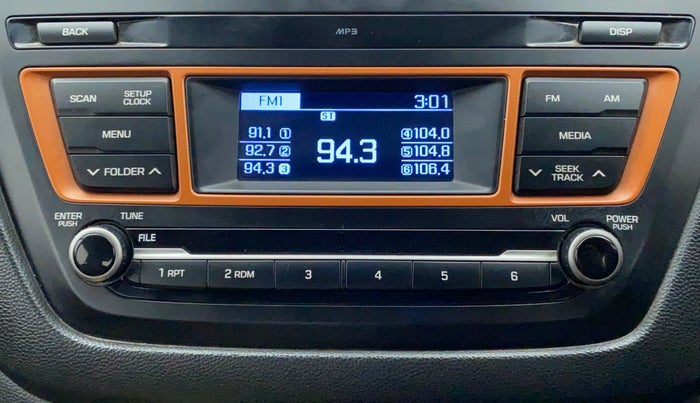 BACK MP3 DISP
SCAN SETUP CLOCK
MENU
FOLDER
FM1 3:01
ST
91.1 1
92.7 2
94.3 3
94.3
4 104.0
5 104.8
6 106.4
FM AM
MEDIA
SEEK TRACK
ENTER PUSH TUNE
FILE
VOL POWER PUSH
1 RPT 2 RDM 3 4 5 6